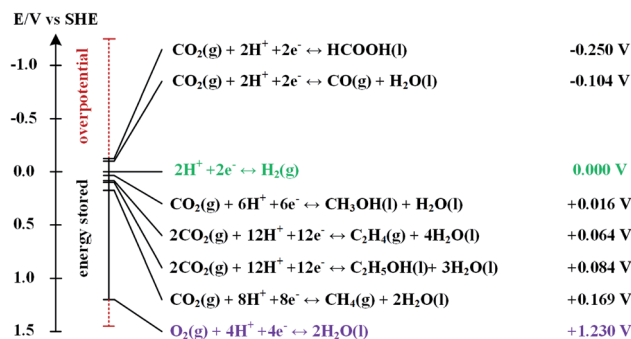 E/V vs SHE
-1.0
-0.5
0.0
0.5
1.0
1.5
overpotential
energy stored
CO₂(g) + 2H⁺ +2e⁻ ↔ HCOOH(l) -0.250 V
CO₂(g) + 2H⁺ +2e⁻ ↔ CO(g) + H₂O(l) -0.104 V
2H⁺ +2e⁻ ↔ H₂(g) 0.000 V
CO₂(g) + 6H⁺ +6e⁻ ↔ CH₃OH(l) + H₂O(l) +0.016 V
2CO₂(g) + 12H⁺ +12e⁻ ↔ C₂H₄(g) + 4H₂O(l) +0.064 V
2CO₂(g) + 12H⁺ +12e⁻ ↔ C₂H₅OH(l)+ 3H₂O(l) +0.084 V
CO₂(g) + 8H⁺ +8e⁻ ↔ CH₄(g) + 2H₂O(l) +0.169 V
O₂(g) + 4H⁺ +4e⁻ ↔ 2H₂O(l) +1.230 V